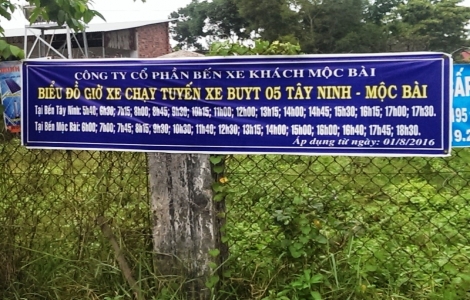 CÔNG TY CỔ PHẦN BẾN XE KHÁCH MỘC BÀI
BIỂU ĐỒ GIỜ XE CHẠY TUYẾN XE BUÝT 05 TÂY NINH - MỘC BÀI
Tại Bến Tây Ninh: 5h40, 6h30; 7h15, 8h00; 8h45; 9h30, 10h15; 11h00; 12h00; 13h15; 14h00; 14h45; 15h30; 16h15; 17h00, 17h30.
Tại Bến Mộc Bài: 6h00; 7h00; 7h45; 8h15; 9h30; 10h30; 11h40; 12h30; 13h15; 14h00; 15h00; 16h00; 16h40; 17h45; 18h30.
Áp dụng từ ngày: 01/8/2016